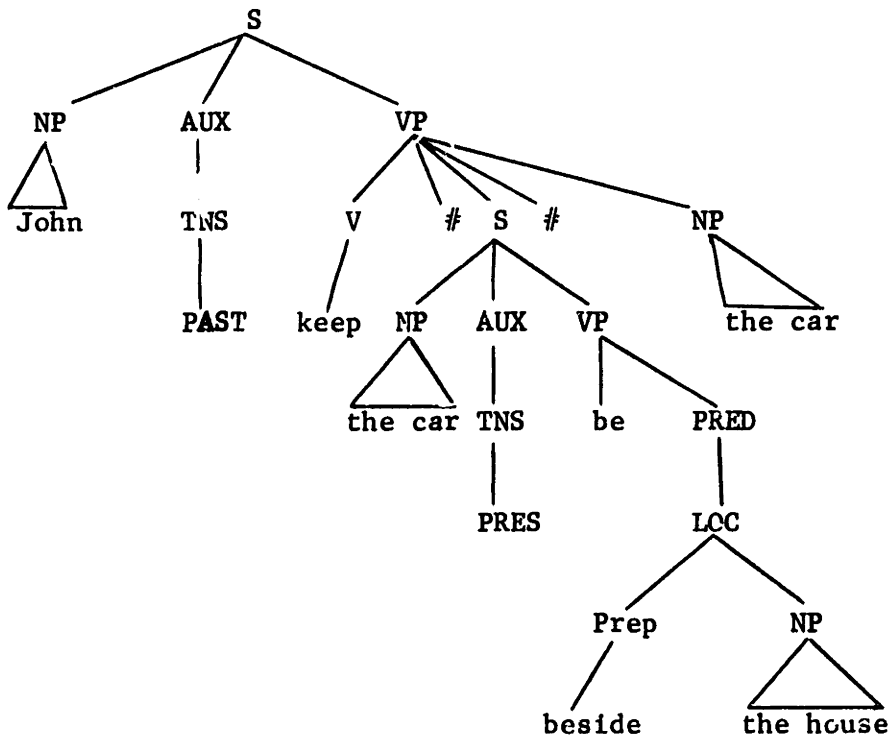 S
NP AUX VP
John TNS V # S # NP
PAST keep NP AUX VP the car
the car TNS be PRED
PRES LOC
Prep NP
beside the house